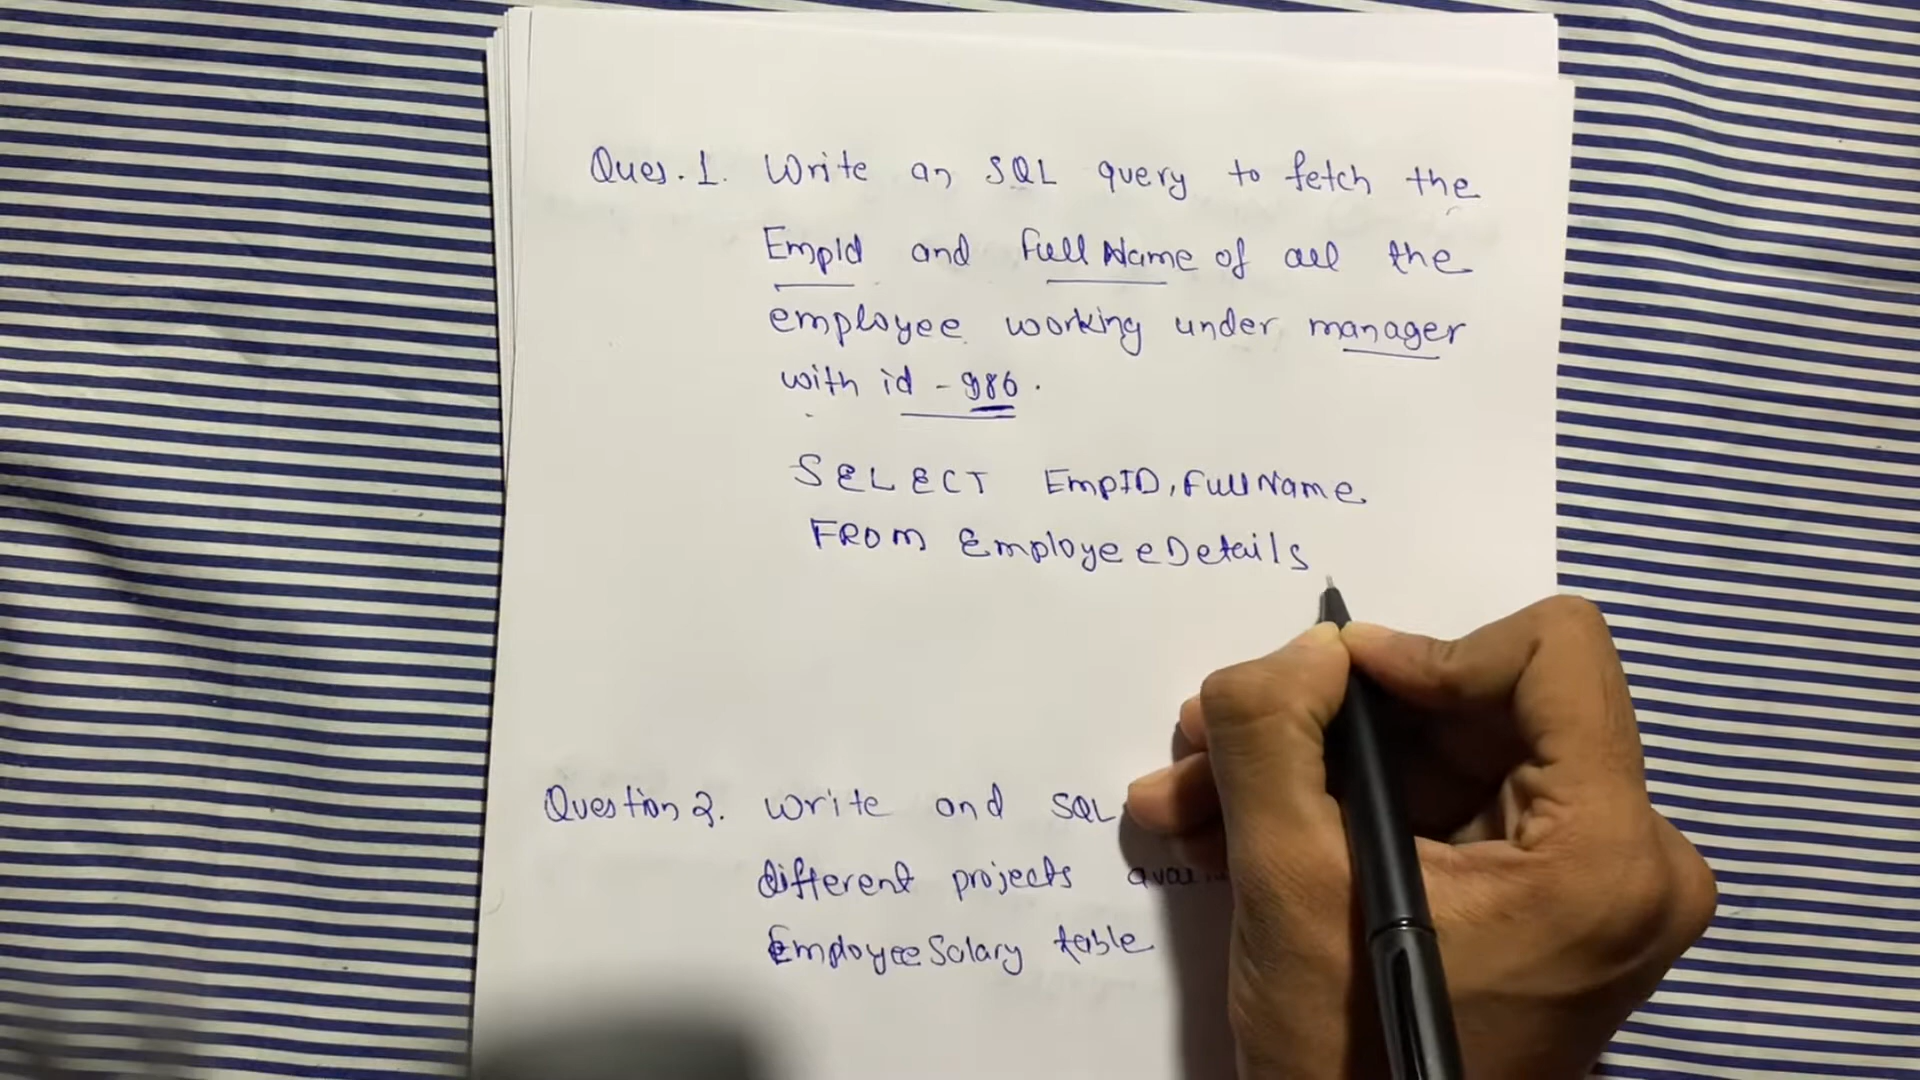 Ques. 1. Write an SQL query to fetch the
EmpId and Full Name of all the
employee working under manager
with id - 986.
SELECT EmpID, FullName
FROM EmployeeDetails
Question 2. Write and SQL
different projects
EmployeeSalary table